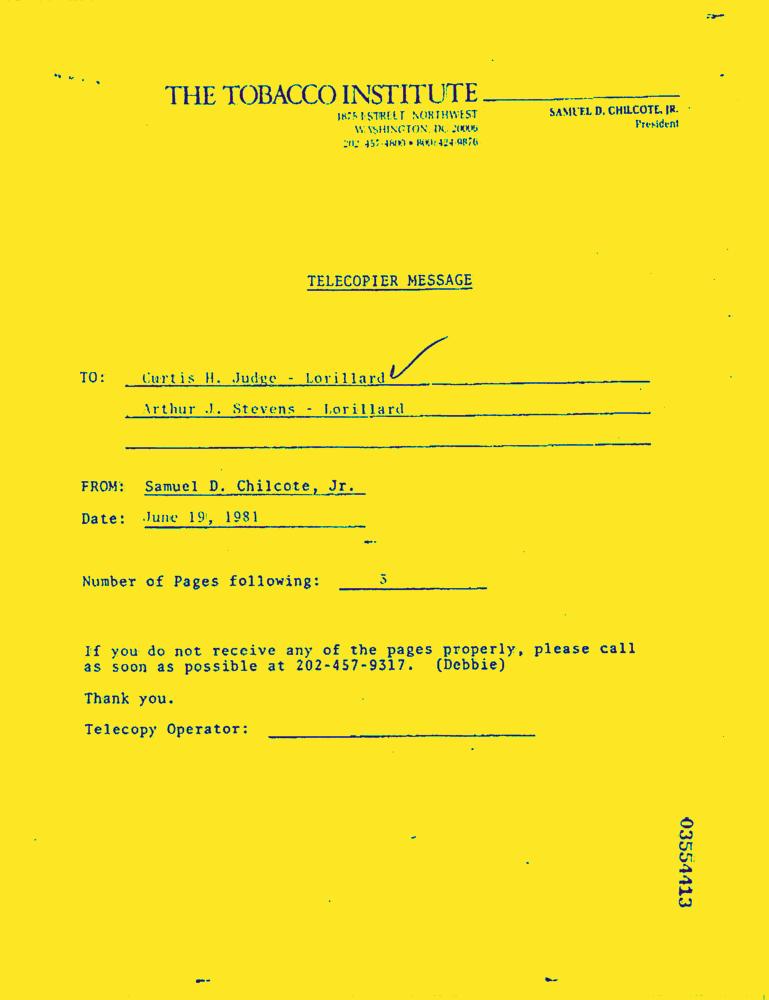 THE TOBACCO INSTITUTE
1875 I STREET NORTHWEST
WASHINGTON, DC 20006
202 457-4800 • 800/424-9876
SAMUEL D. CHILCOTE, JR.
President
TELECOPIER MESSAGE
TO: Curtis H. Judge - Lorillard
Arthur J. Stevens - Lorillard
FROM: Samuel D. Chilcote, Jr.
Date: June 19, 1981
Number of Pages following: 3
If you do not receive any of the pages properly, please call
as soon as possible at 202-457-9317. (Debbie)
Thank you.
Telecopy Operator:
03554413